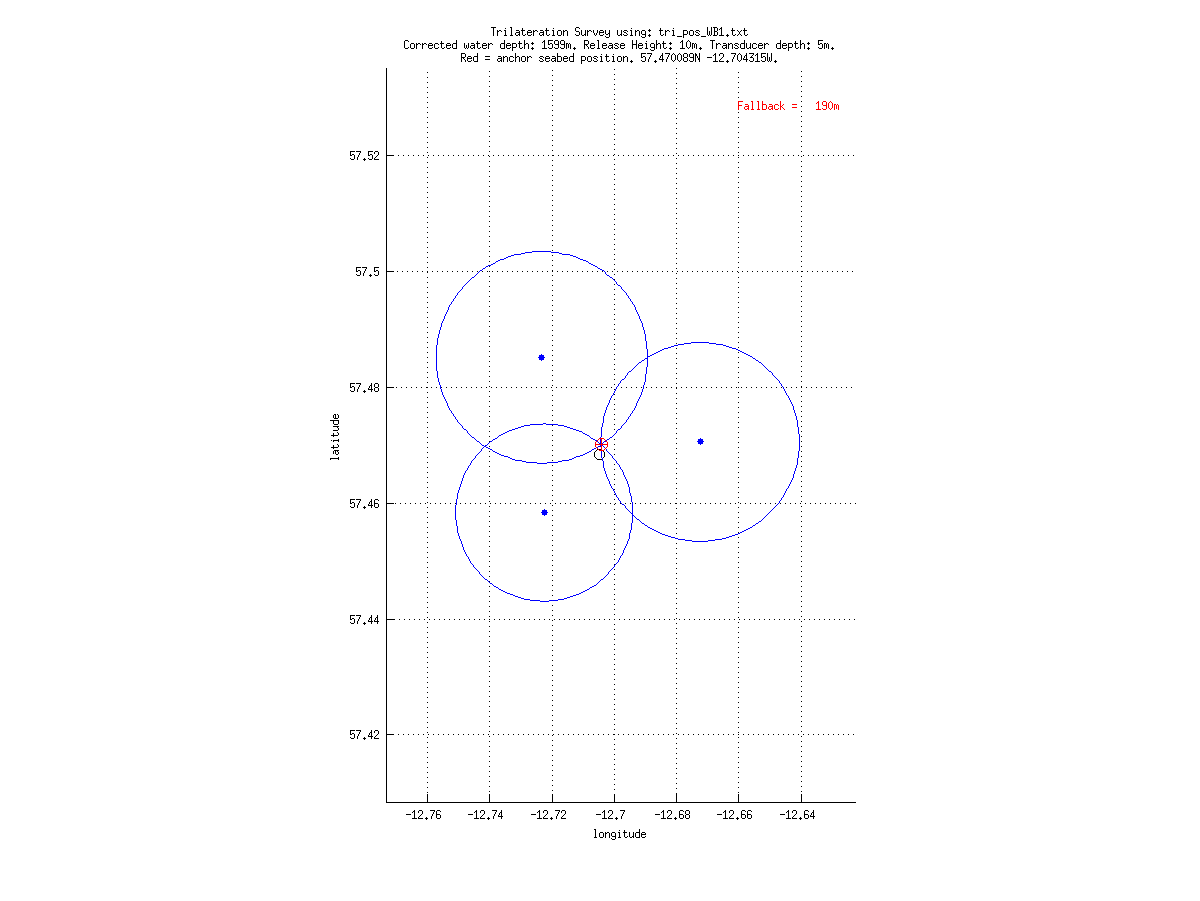 Trilateration Survey using: tri_pos_WB1.txt
Corrected water depth: 1599m. Release Height: 10m. Transducer depth: 5m.
Red = anchor seabed position. 57.470089N -12.704315W.
Fallback =   190m
57.52
57.5
57.48
57.46
57.44
57.42
latitude
-12.76 -12.74 -12.72 -12.7 -12.68 -12.66 -12.64
longitude